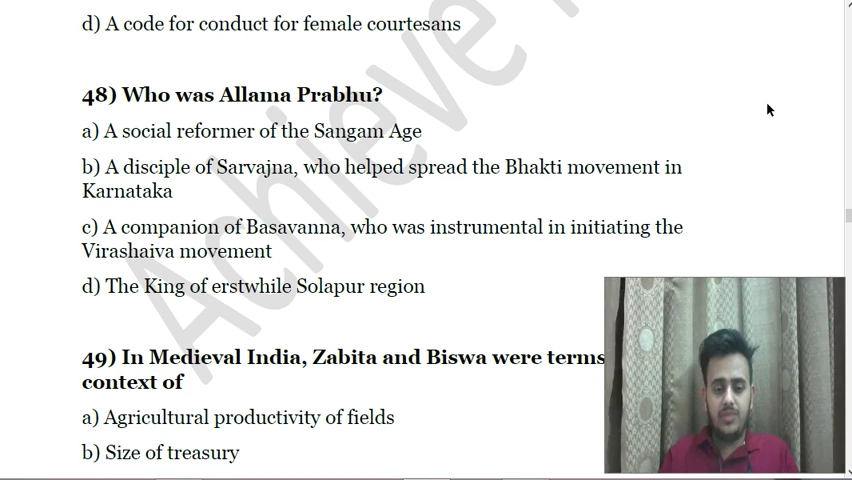 d) A code for conduct for female courtesans
48) Who was Allama Prabhu?
a) A social reformer of the Sangam Age
b) A disciple of Sarvajna, who helped spread the Bhakti movement in
Karnataka
c) A companion of Basavanna, who was instrumental in initiating the
Virashaiva movement
d) The King of erstwhile Solapur region
49) In Medieval India, Zabita and Biswa were terms
context of
a) Agricultural productivity of fields
b) Size of treasury
Achieve